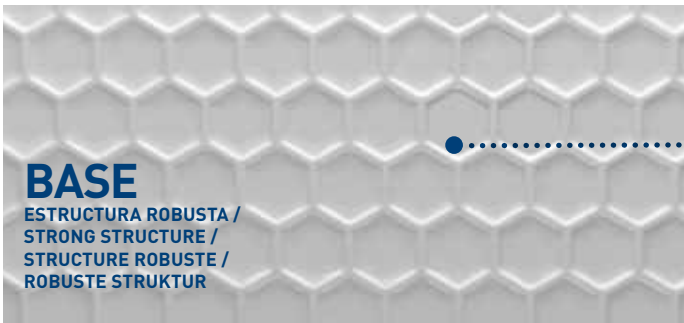 BASE
ESTRUCTURA ROBUSTA /
STRONG STRUCTURE /
STRUCTURE ROBUSTE /
ROBUSTE STRUKTUR